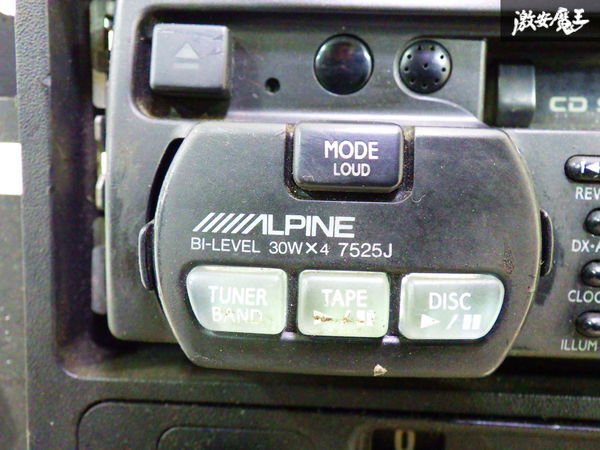 激安魔王
CD
MODE
LOUD
ALPINE
BI-LEVEL 30W×4 7525J
REV
DX·A
TUNER
BAND
TAPE
DISC
▶/▮▮
CLOC
ILLUM
0